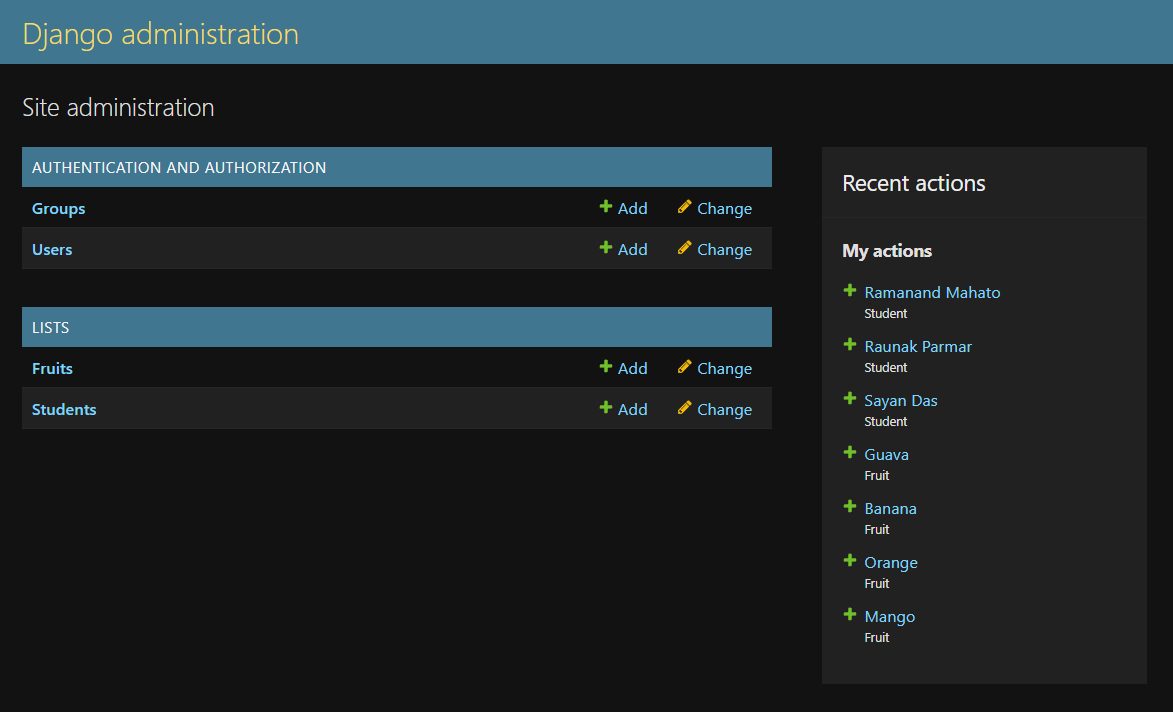 Django administration
Site administration
AUTHENTICATION AND AUTHORIZATION
Groups Add Change
Users Add Change
LISTS
Fruits Add Change
Students Add Change
Recent actions
My actions
Ramanand Mahato
Student
Raunak Parmar
Student
Sayan Das
Student
Guava
Fruit
Banana
Fruit
Orange
Fruit
Mango
Fruit